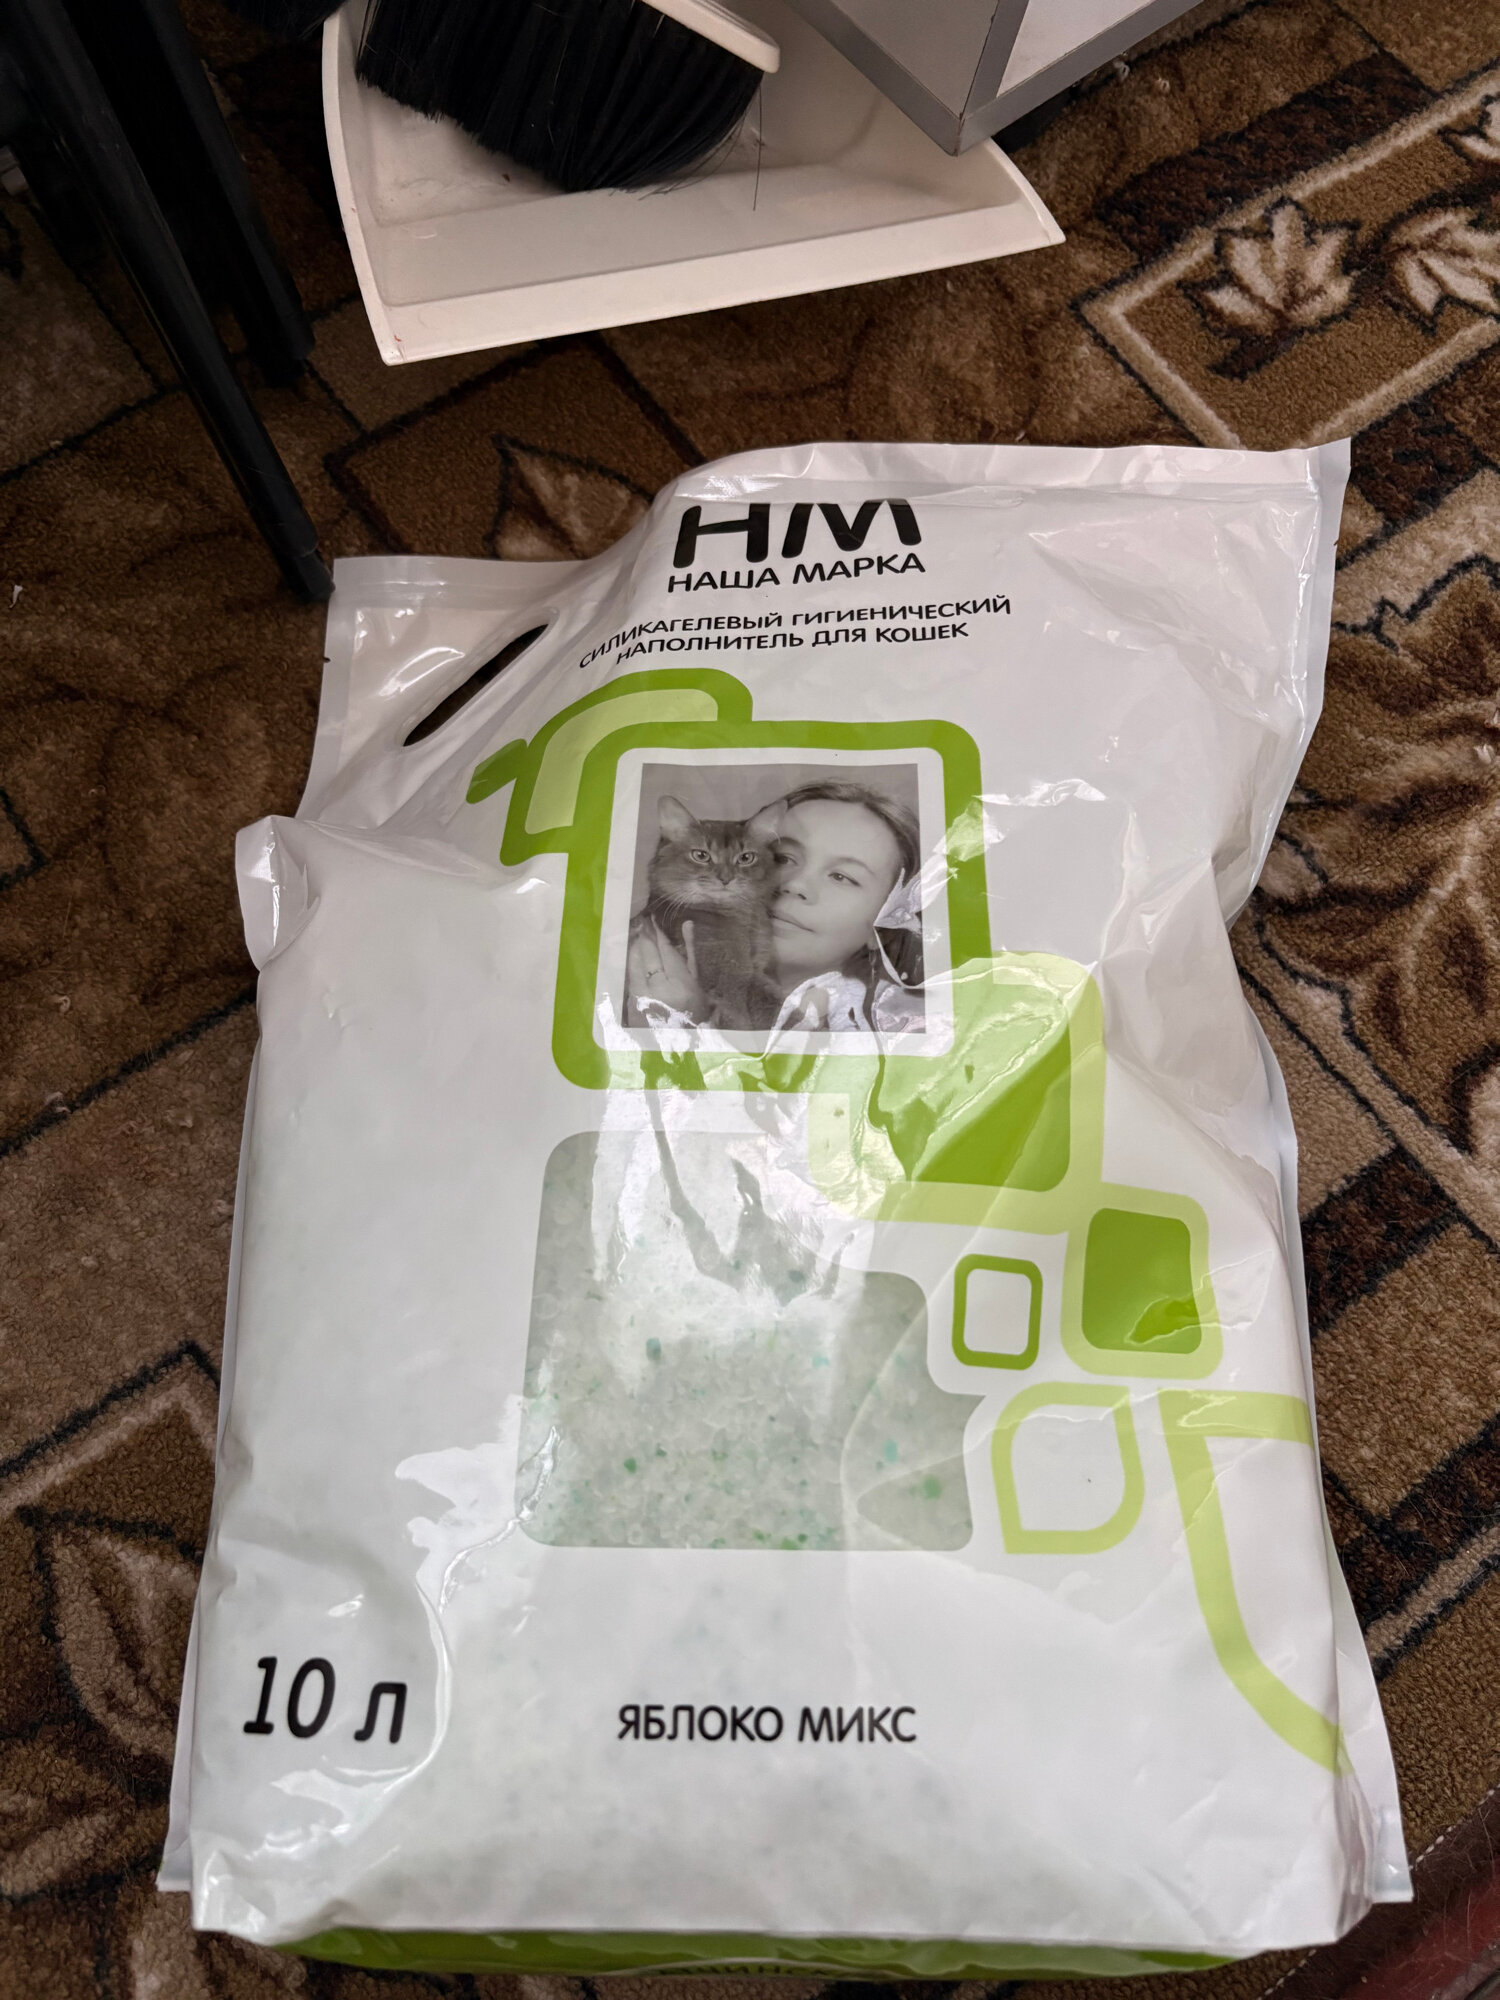 НМ
НАША МАРКА
СИЛИКАГЕЛЕВЫЙ ГИГИЕНИЧЕСКИЙ
НАПОЛНИТЕЛЬ ДЛЯ КОШЕК
10 л
ЯБЛОКО МИКС